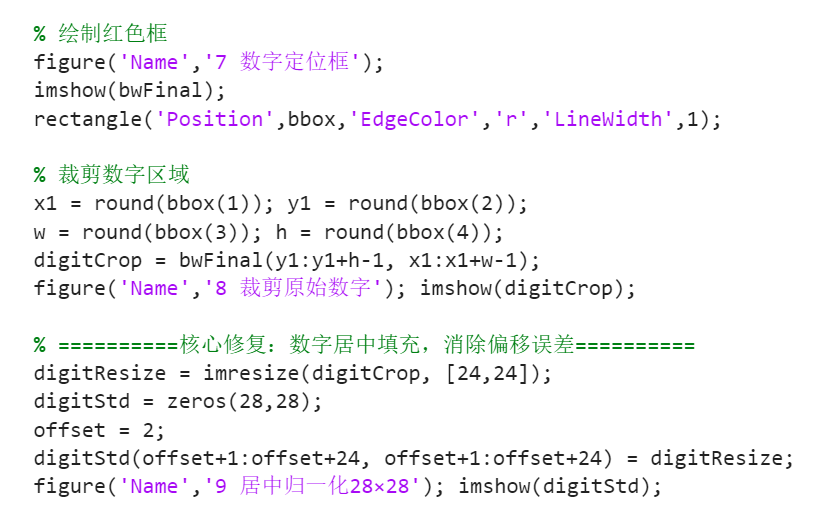 % 绘制红色框
figure('Name','7 数字定位框');
imshow(bwFinal);
rectangle('Position',bbox,'EdgeColor','r','LineWidth',1);
% 裁剪数字区域
x1 = round(bbox(1)); y1 = round(bbox(2));
w = round(bbox(3)); h = round(bbox(4));
digitCrop = bwFinal(y1:y1+h-1, x1:x1+w-1);
figure('Name','8 裁剪原始数字'); imshow(digitCrop);
% ==========核心修复：数字居中填充，消除偏移误差==========
digitResize = imresize(digitCrop, [24,24]);
digitStd = zeros(28,28);
offset = 2;
digitStd(offset+1:offset+24, offset+1:offset+24) = digitResize;
figure('Name','9 居中归一化28×28'); imshow(digitStd);